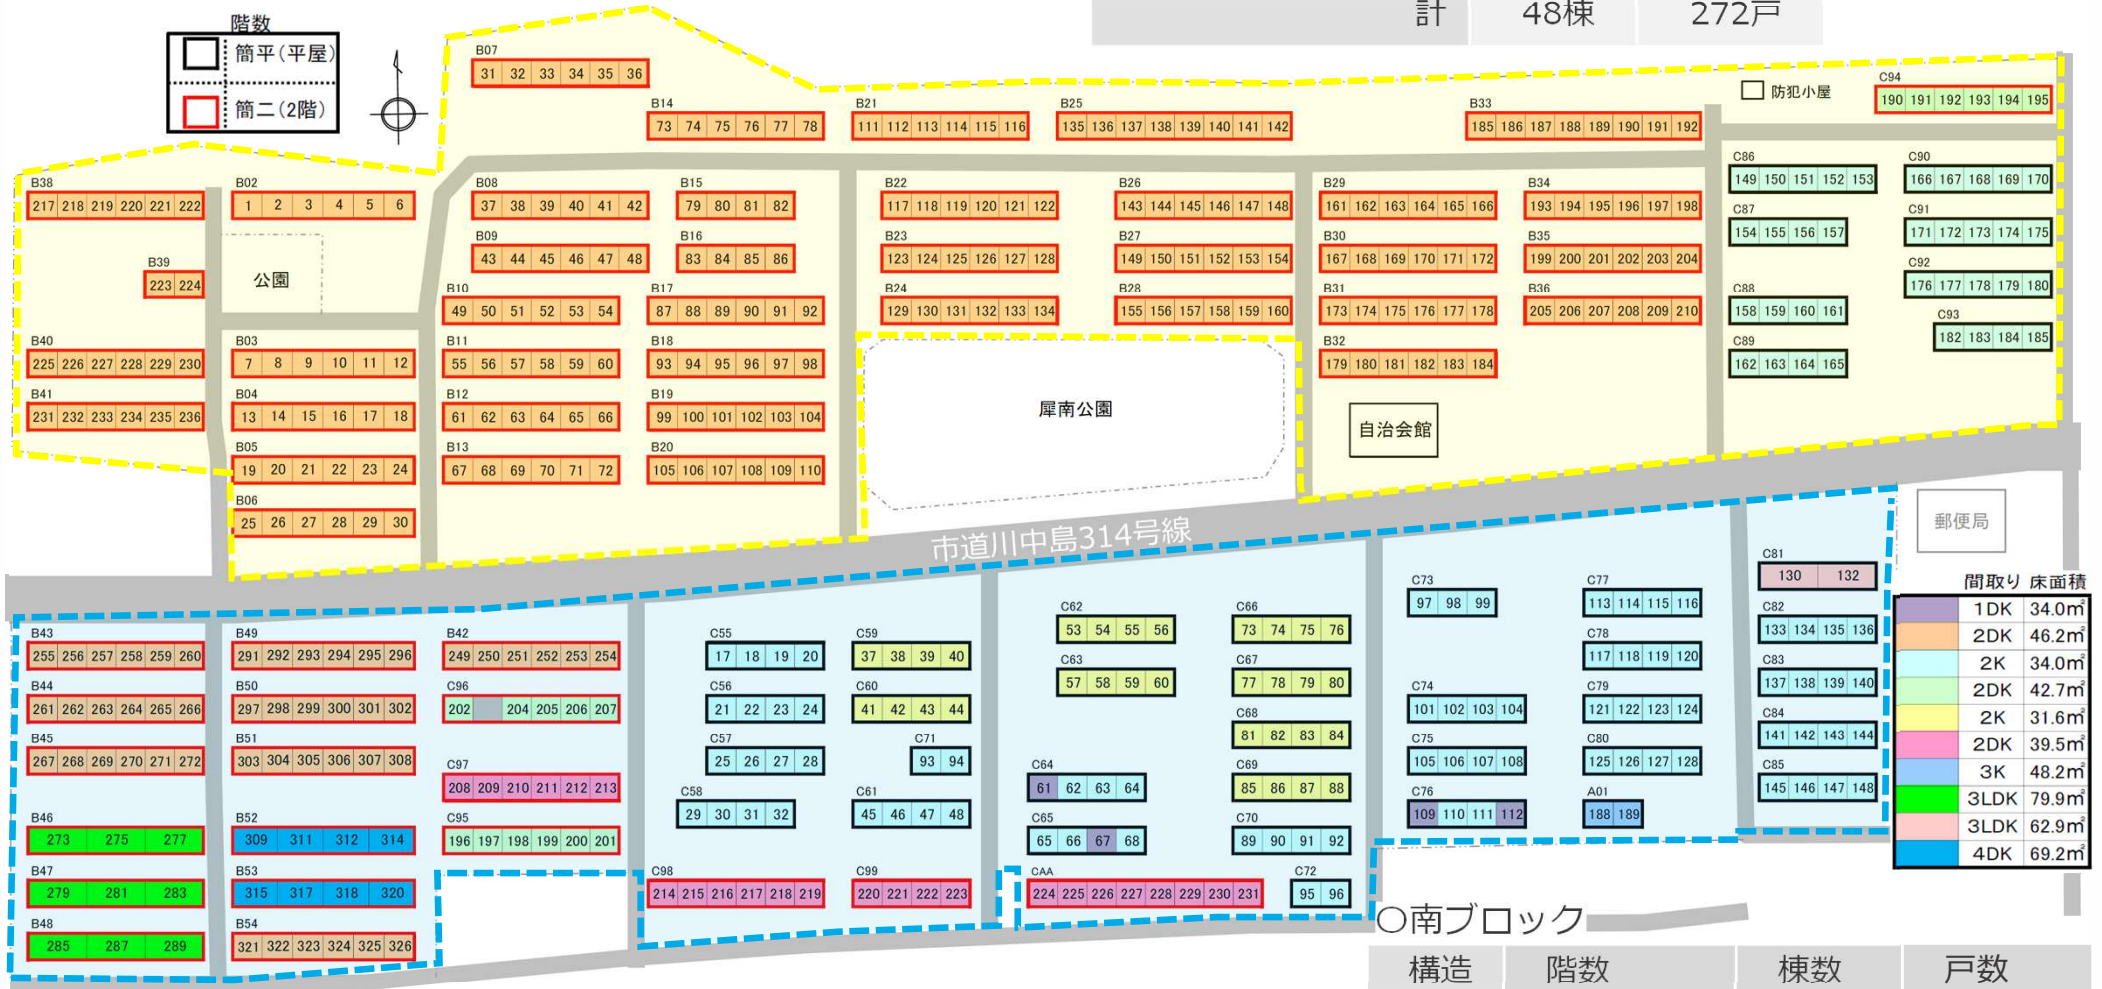 計 48棟 272戸
階数
簡平(平屋)
簡二(2階)
B07
31 32 33 34 35 36
B14
73 74 75 76 77 78
B21
111 112 113 114 115 116
B25
135 136 137 138 139 140 141 142
B33
185 186 187 188 189 190 191 192
防犯小屋
C94
190 191 192 193 194 195
B38
217 218 219 220 221 222
B02
1 2 3 4 5 6
B08
37 38 39 40 41 42
B15
79 80 81 82
B22
117 118 119 120 121 122
B26
143 144 145 146 147 148
B29
161 162 163 164 165 166
B34
193 194 195 196 197 198
C86
149 150 151 152 153
C90
166 167 168 169 170
B39
223 224
公園
B09
43 44 45 46 47 48
B16
83 84 85 86
B23
123 124 125 126 127 128
B27
149 150 151 152 153 154
B30
167 168 169 170 171 172
B35
199 200 201 202 203 204
C87
154 155 156 157
C91
171 172 173 174 175
B10
49 50 51 52 53 54
B17
87 88 89 90 91 92
B24
129 130 131 132 133 134
B28
155 156 157 158 159 160
B31
173 174 175 176 177 178
B36
205 206 207 208 209 210
C88
158 159 160 161
C92
176 177 178 179 180
B40
225 226 227 228 229 230
B03
7 8 9 10 11 12
B11
55 56 57 58 59 60
B18
93 94 95 96 97 98
B32
179 180 181 182 183 184
C89
162 163 164 165
C93
182 183 184 185
B41
231 232 233 234 235 236
B04
13 14 15 16 17 18
B12
61 62 63 64 65 66
B19
99 100 101 102 103 104
犀南公園
自治会館
B05
19 20 21 22 23 24
B13
67 68 69 70 71 72
B20
105 106 107 108 109 110
B06
25 26 27 28 29 30
市道川中島314号線
郵便局
B43
255 256 257 258 259 260
B49
291 292 293 294 295 296
B42
249 250 251 252 253 254
C55
17 18 19 20
C59
37 38 39 40
C62
53 54 55 56
C66
73 74 75 76
C73
97 98 99
C77
113 114 115 116
C81
130 132
B44
261 262 263 264 265 266
B50
297 298 299 300 301 302
C96
202 204 205 206 207
C56
21 22 23 24
C60
41 42 43 44
C63
57 58 59 60
C67
77 78 79 80
C78
117 118 119 120
C82
133 134 135 136
B45
267 268 269 270 271 272
B51
303 304 305 306 307 308
C57
25 26 27 28
C71
93 94
C68
81 82 83 84
C74
101 102 103 104
C79
121 122 123 124
C83
137 138 139 140
C97
208 209 210 211 212 213
C58
29 30 31 32
C61
45 46 47 48
C64
61 62 63 64
C69
85 86 87 88
C75
105 106 107 108
C80
125 126 127 128
C84
141 142 143 144
B46
273 275 277
B52
309 311 312 314
C95
196 197 198 199 200 201
C65
65 66 67 68
C70
89 90 91 92
C76
109 110 111 112
A01
188 189
C85
145 146 147 148
B47
279 281 283
B53
315 317 318 320
C98
214 215 216 217 218 219
C99
220 221 222 223
CAA
224 225 226 227 228 229 230 231
C72
95 96
B48
285 287 289
B54
321 322 323 324 325 326
間取り 床面積
1DK 34.0㎡
2DK 46.2㎡
2K 34.0㎡
2DK 42.7㎡
2K 31.6㎡
2DK 39.5㎡
3K 48.2㎡
3LDK 79.9㎡
3LDK 62.9㎡
4DK 69.2㎡
〇南ブロック
構造 階数 棟数 戸数